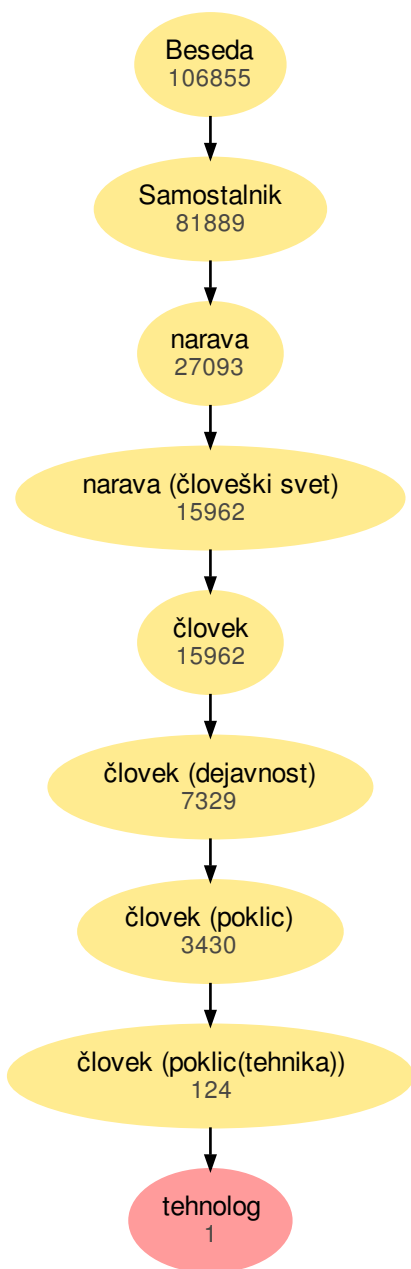 Beseda
106855
Samostalnik
81889
narava
27093
narava (človeški svet)
15962
človek
15962
človek (dejavnost)
7329
človek (poklic)
3430
človek (poklic(tehnika))
124
tehnolog
1